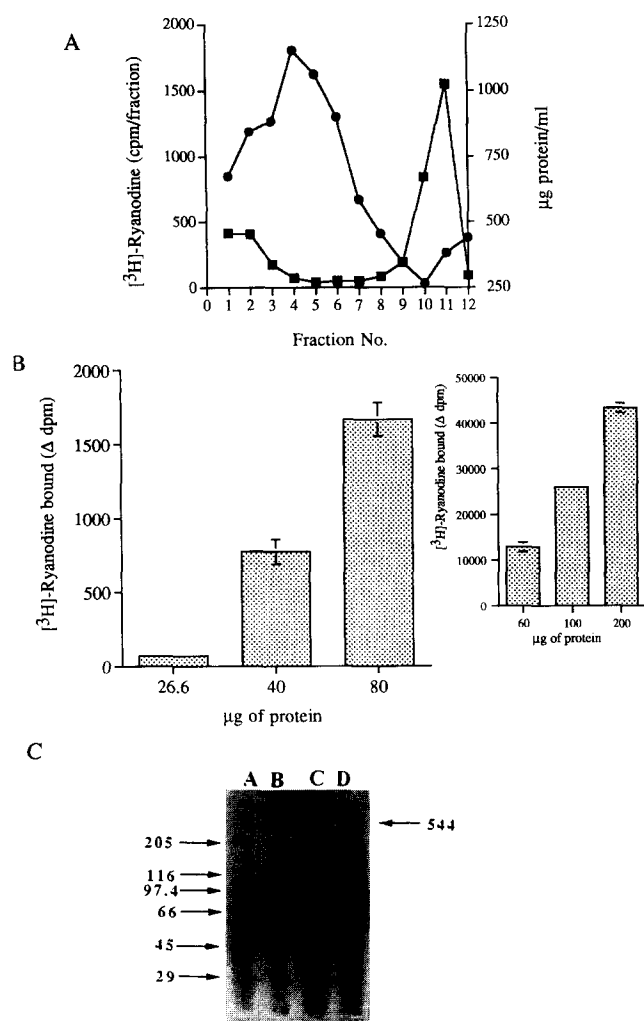 A
[³H]-Ryanodine (cpm/fraction)
2000
1500
1000
500
0
1250
1000
750
500
250
µg protein/ml
0 1 2 3 4 5 6 7 8 9 10 11 12
Fraction No.
B
[³H]-Ryanodine bound (Δ dpm)
2000
1500
1000
500
0
26.6 40 80
µg of protein
[³H]-Ryanodine bound (Δ dpm)
50000
40000
30000
20000
10000
0
60 100 200
µg of protein
C
A B C D
544
205
116
97.4
66
45
29